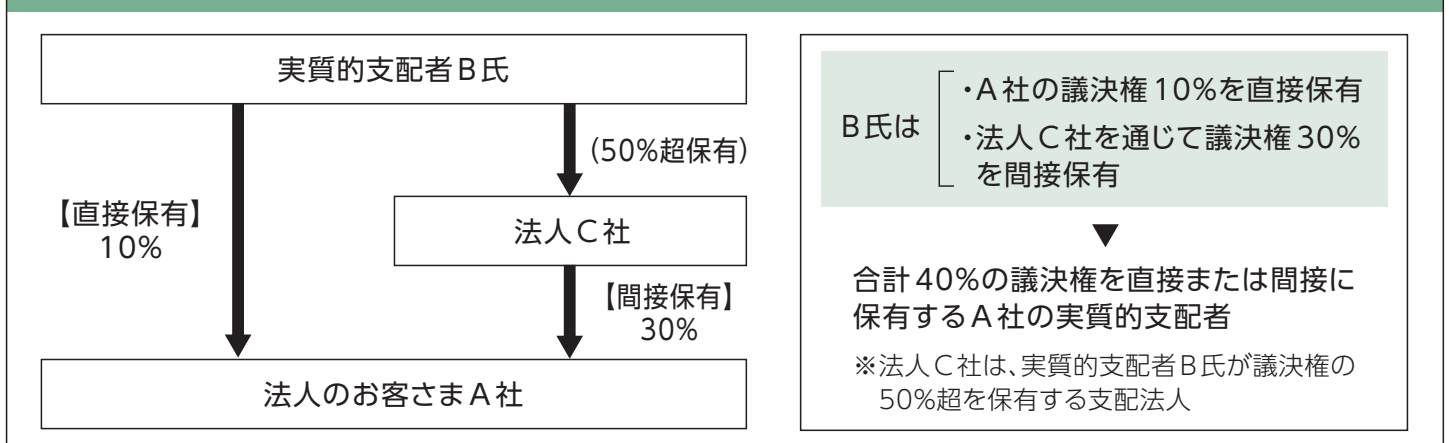 実質的支配者B氏
(50%超保有)
【直接保有】
10%
法人C社
【間接保有】
30%
法人のお客さまA社
B氏は
・A社の議決権10%を直接保有
・法人C社を通じて議決権30%
を間接保有
▼
合計40%の議決権を直接または間接に
保有するA社の実質的支配者
※法人C社は、実質的支配者B氏が議決権の
50%超を保有する支配法人